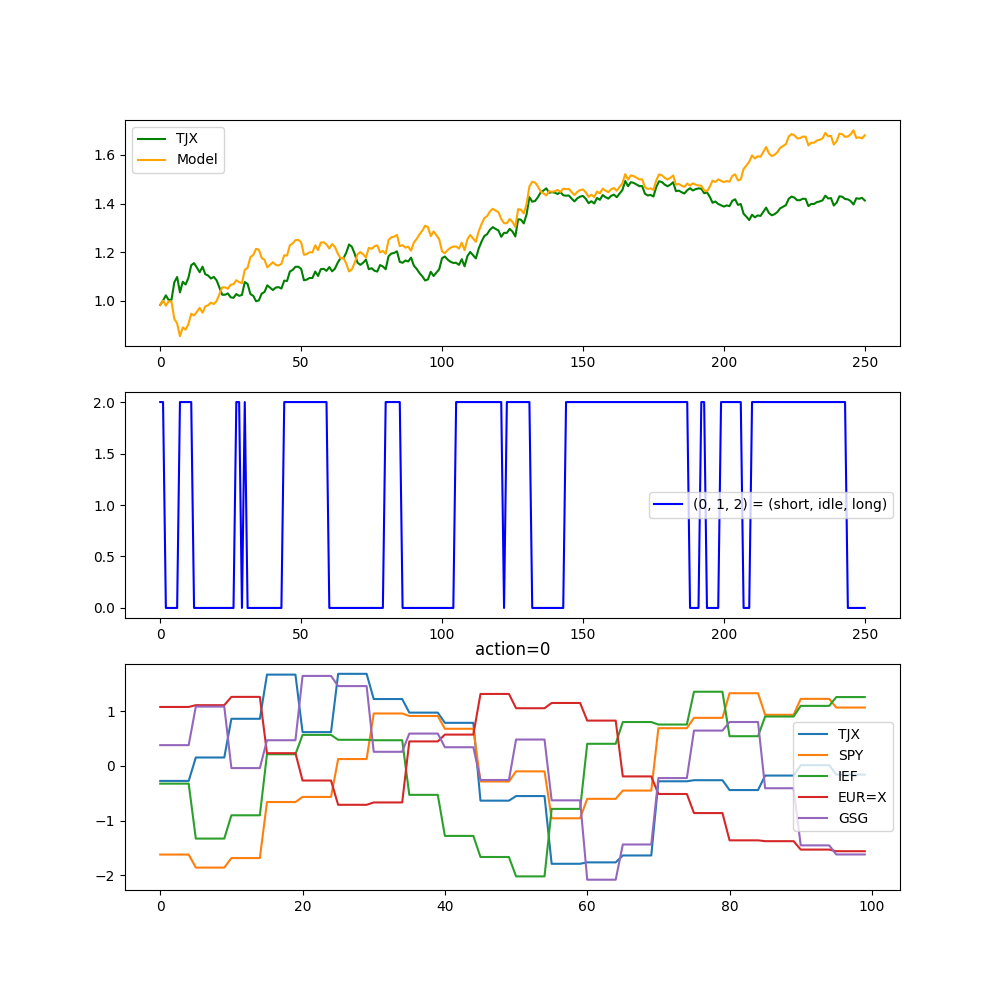 TJX
Model
1.6
1.4
1.2
1.0
0 50 100 150 200 250
2.0
1.5
1.0
0.5
0.0
(0, 1, 2) = (short, idle, long)
0 50 100 150 200 250
action=0
1
0
−1
−2
TJX
SPY
IEF
EUR=X
GSG
0 20 40 60 80 100